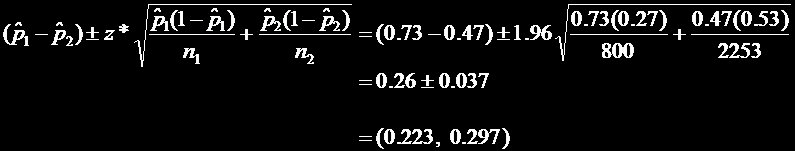 (p̂₁ − p̂₂) ± z* √(p̂₁(1 − p̂₁)/n₁ + p̂₂(1 − p̂₂)/n₂) = (0.73 − 0.47) ± 1.96 √(0.73(0.27)/800 + 0.47(0.53)/2253)
= 0.26 ± 0.037
= (0.223, 0.297)